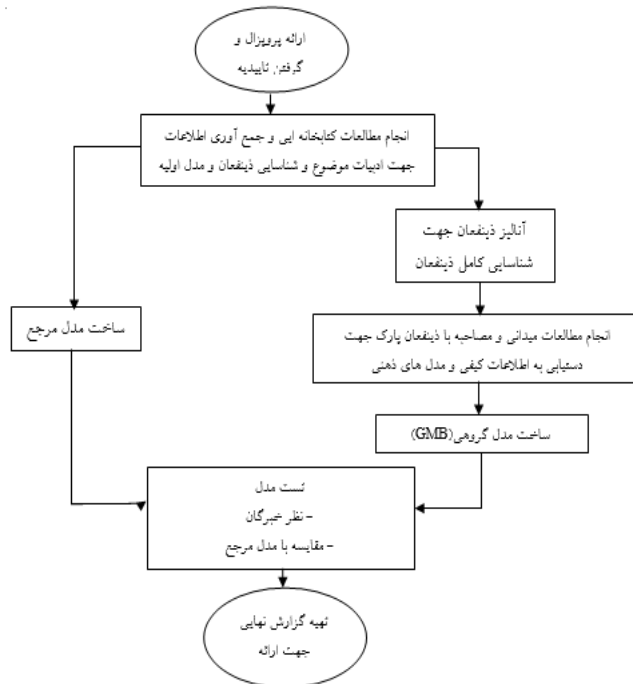 ارائه پروپزال و
گرفتن تاییدیه
انجام مطالعات کتابخانه ایی و جمع آوری اطلاعات
جهت ادبیات موضوع و شناسایی ذینفعان و مدل اولیه
آنالیز ذینفعان جهت
شناسایی کامل ذینفعان
ساخت مدل مرجع
انجام مطالعات میدانی و مصاحبه با ذینفعان پارک جهت
دستیابی به اطلاعات کیفی و مدل های ذهنی
ساخت مدل گروهی(GMB)
تست مدل
- نظر خبرگان
- مقایسه با مدل مرجع
تهیه گزارش نهایی
جهت ارائه